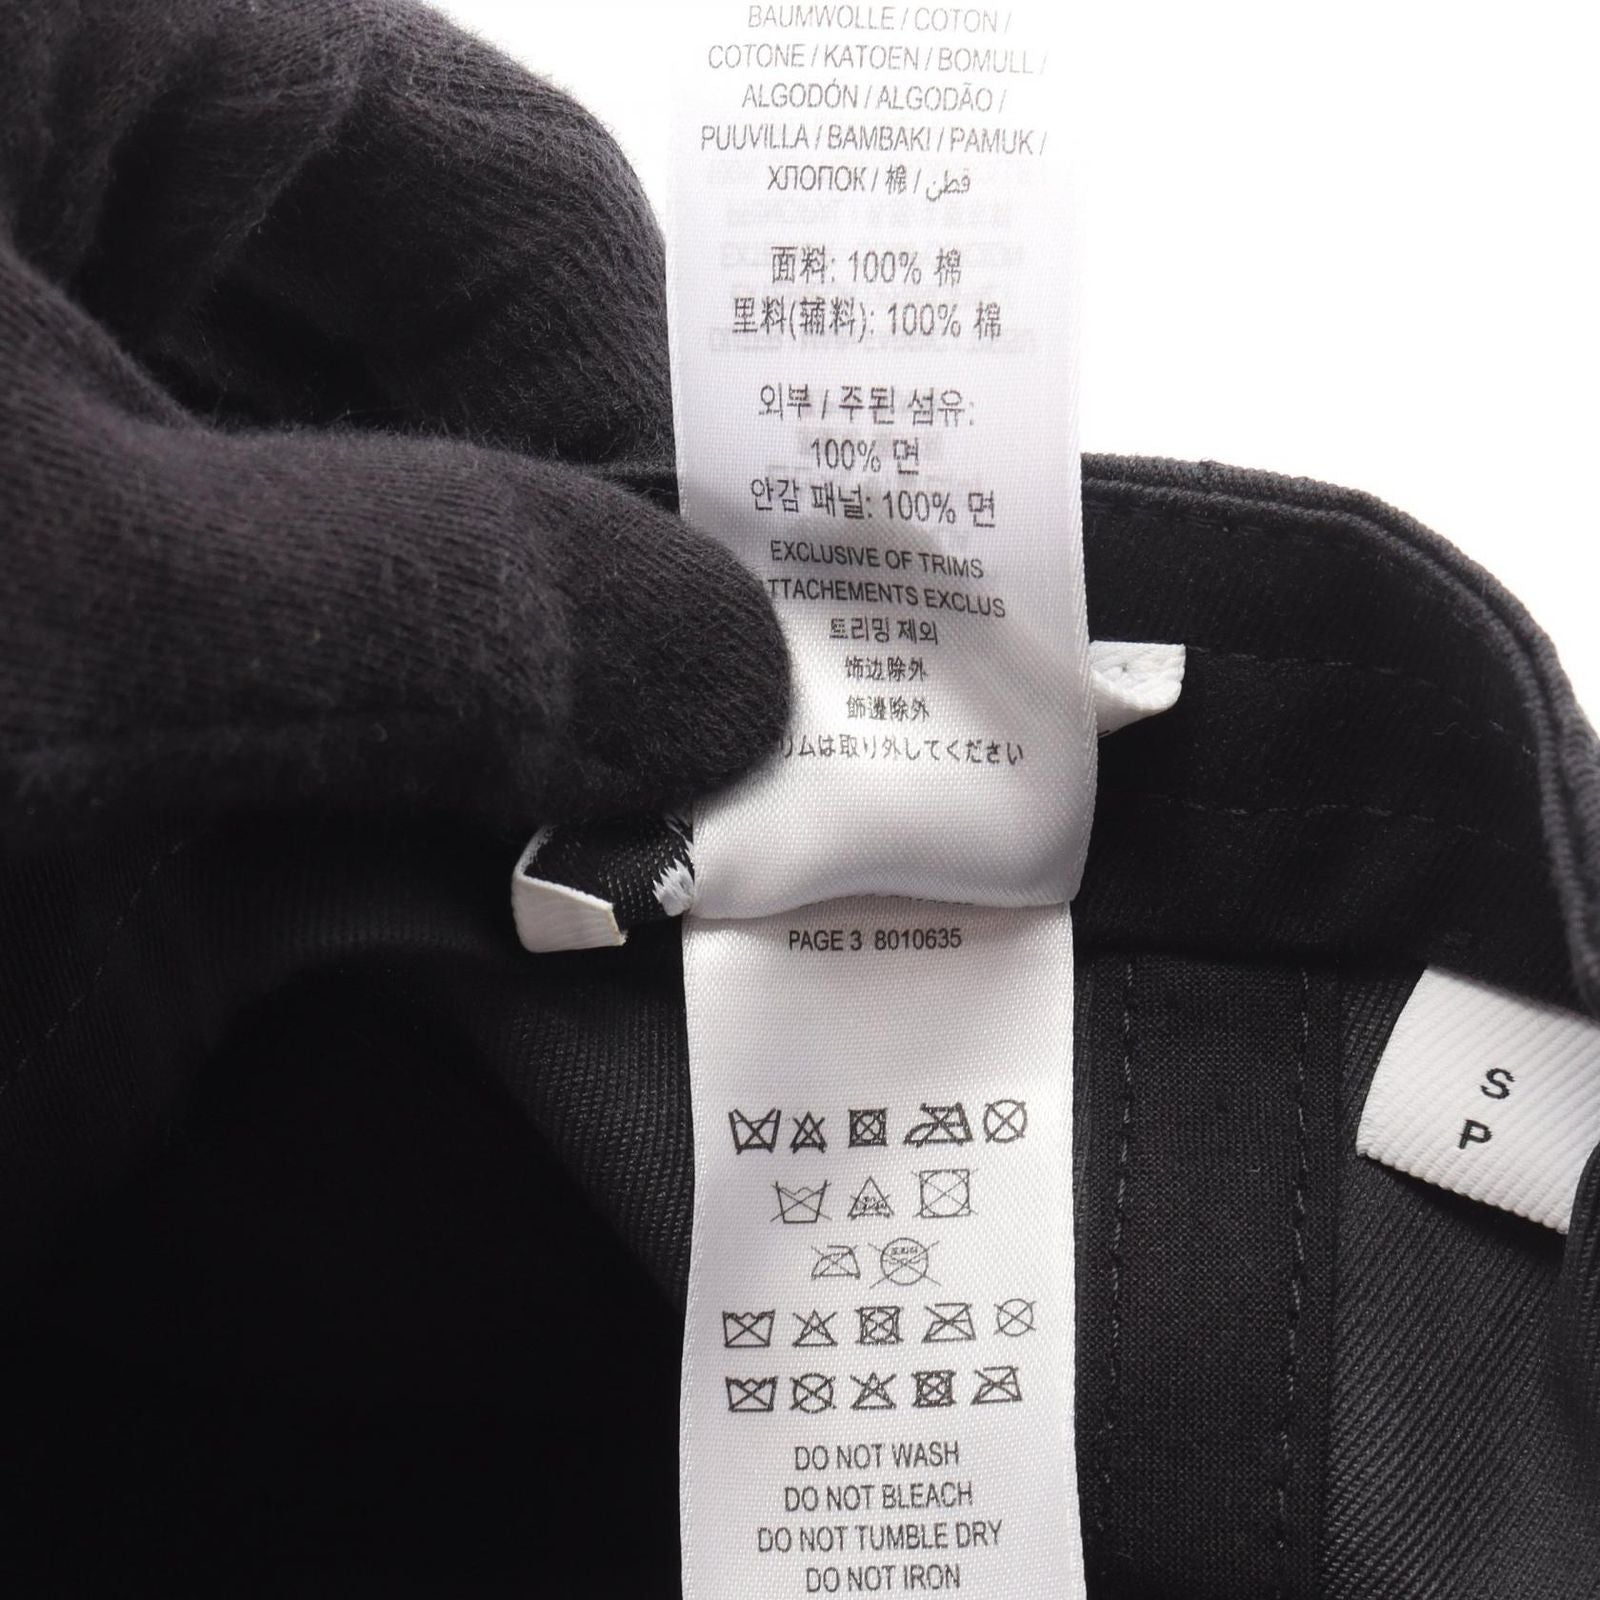 BAUMWOLLE / COTON /
COTONE / KATOEN / BOMULL /
ALGODÓN / ALGODÃO /
PUUVILLA / BAMBAKI / PAMUK /
ХЛОПОК / 棉 / قطن
面料: 100% 棉
里料(辅料): 100% 棉
외부 / 주된 섬유:
100% 면
안감 패널: 100% 면
EXCLUSIVE OF TRIMS
TTACHEMENTS EXCLUS
트리밍 제외
饰边除外
飾邊除外
リムは取り外してください
PAGE 3 8010635
S
P
DO NOT WASH
DO NOT BLEACH
DO NOT TUMBLE DRY
DO NOT IRON